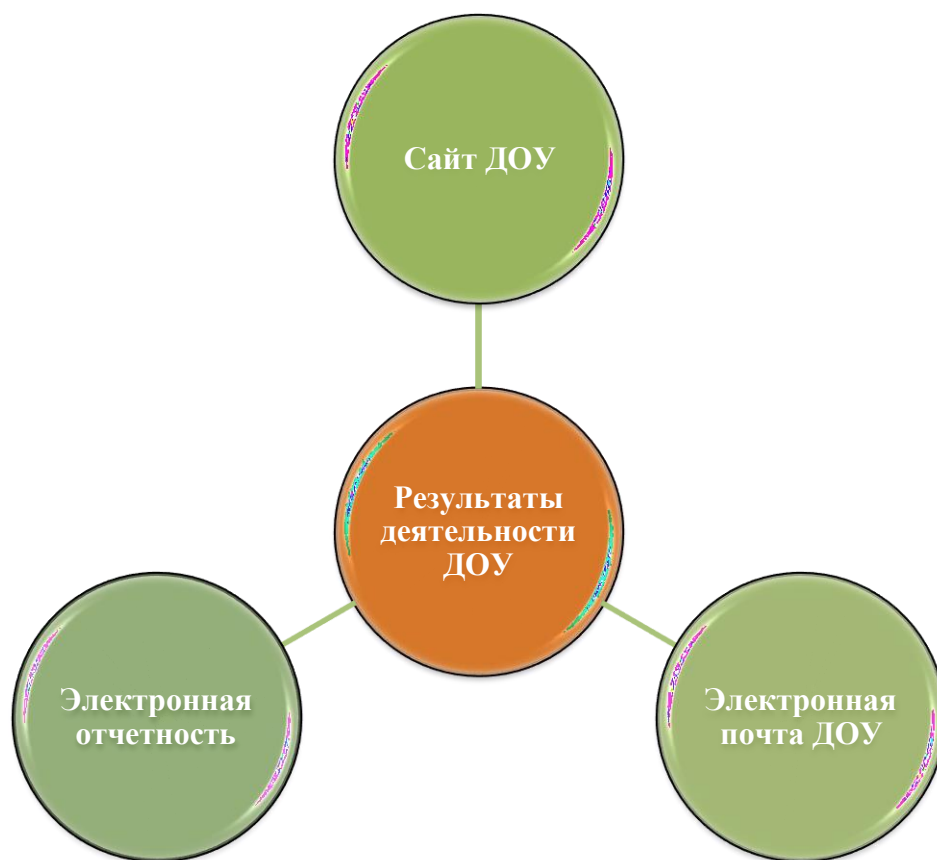 Сайт ДОУ
Результаты
деятельности
ДОУ
Электронная
отчетность
Электронная
почта ДОУ